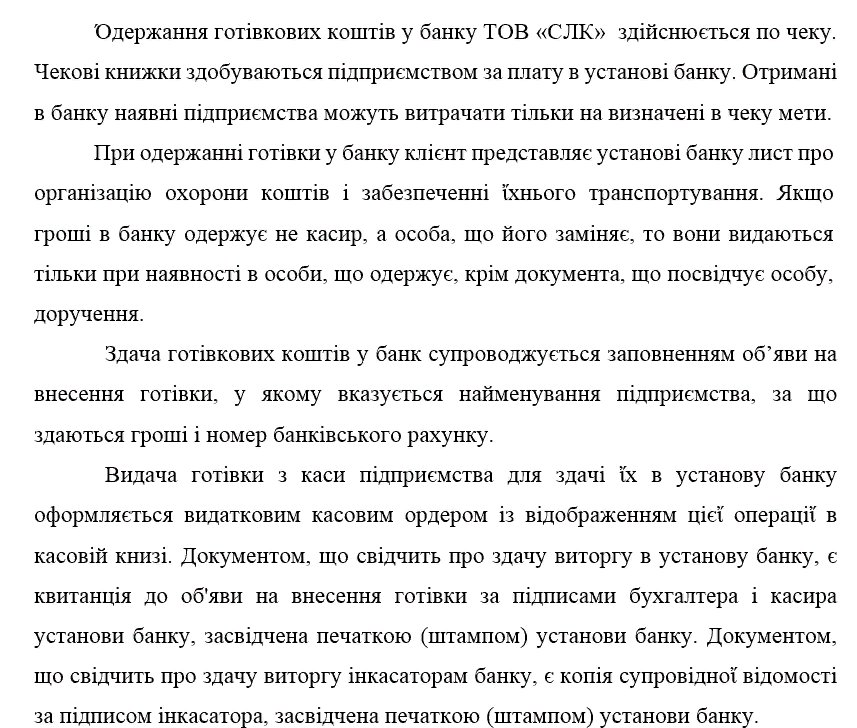 Одержання готівкових коштів у банку ТОВ «СЛК» здійснюється по чеку.
Чекові книжки здобуваються підприємством за плату в установі банку. Отримані
в банку наявні підприємства можуть витрачати тільки на визначені в чеку мети.
При одержанні готівки у банку клієнт представляє установі банку лист про
організацію охорони коштів і забезпеченні їхнього транспортування. Якщо
гроші в банку одержує не касир, а особа, що його заміняє, то вони видаються
тільки при наявності в особи, що одержує, крім документа, що посвідчує особу,
доручення.
Здача готівкових коштів у банк супроводжується заповненням об’яви на
внесення готівки, у якому вказується найменування підприємства, за що
здаються гроші і номер банківського рахунку.
Видача готівки з каси підприємства для здачі їх в установу банку
оформляється видатковим касовим ордером із відображенням цієї операції в
касовій книзі. Документом, що свідчить про здачу виторгу в установу банку, є
квитанція до об'яви на внесення готівки за підписами бухгалтера і касира
установи банку, засвідчена печаткою (штампом) установи банку. Документом,
що свідчить про здачу виторгу інкасаторам банку, є копія супровідної відомості
за підписом інкасатора, засвідчена печаткою (штампом) установи банку.